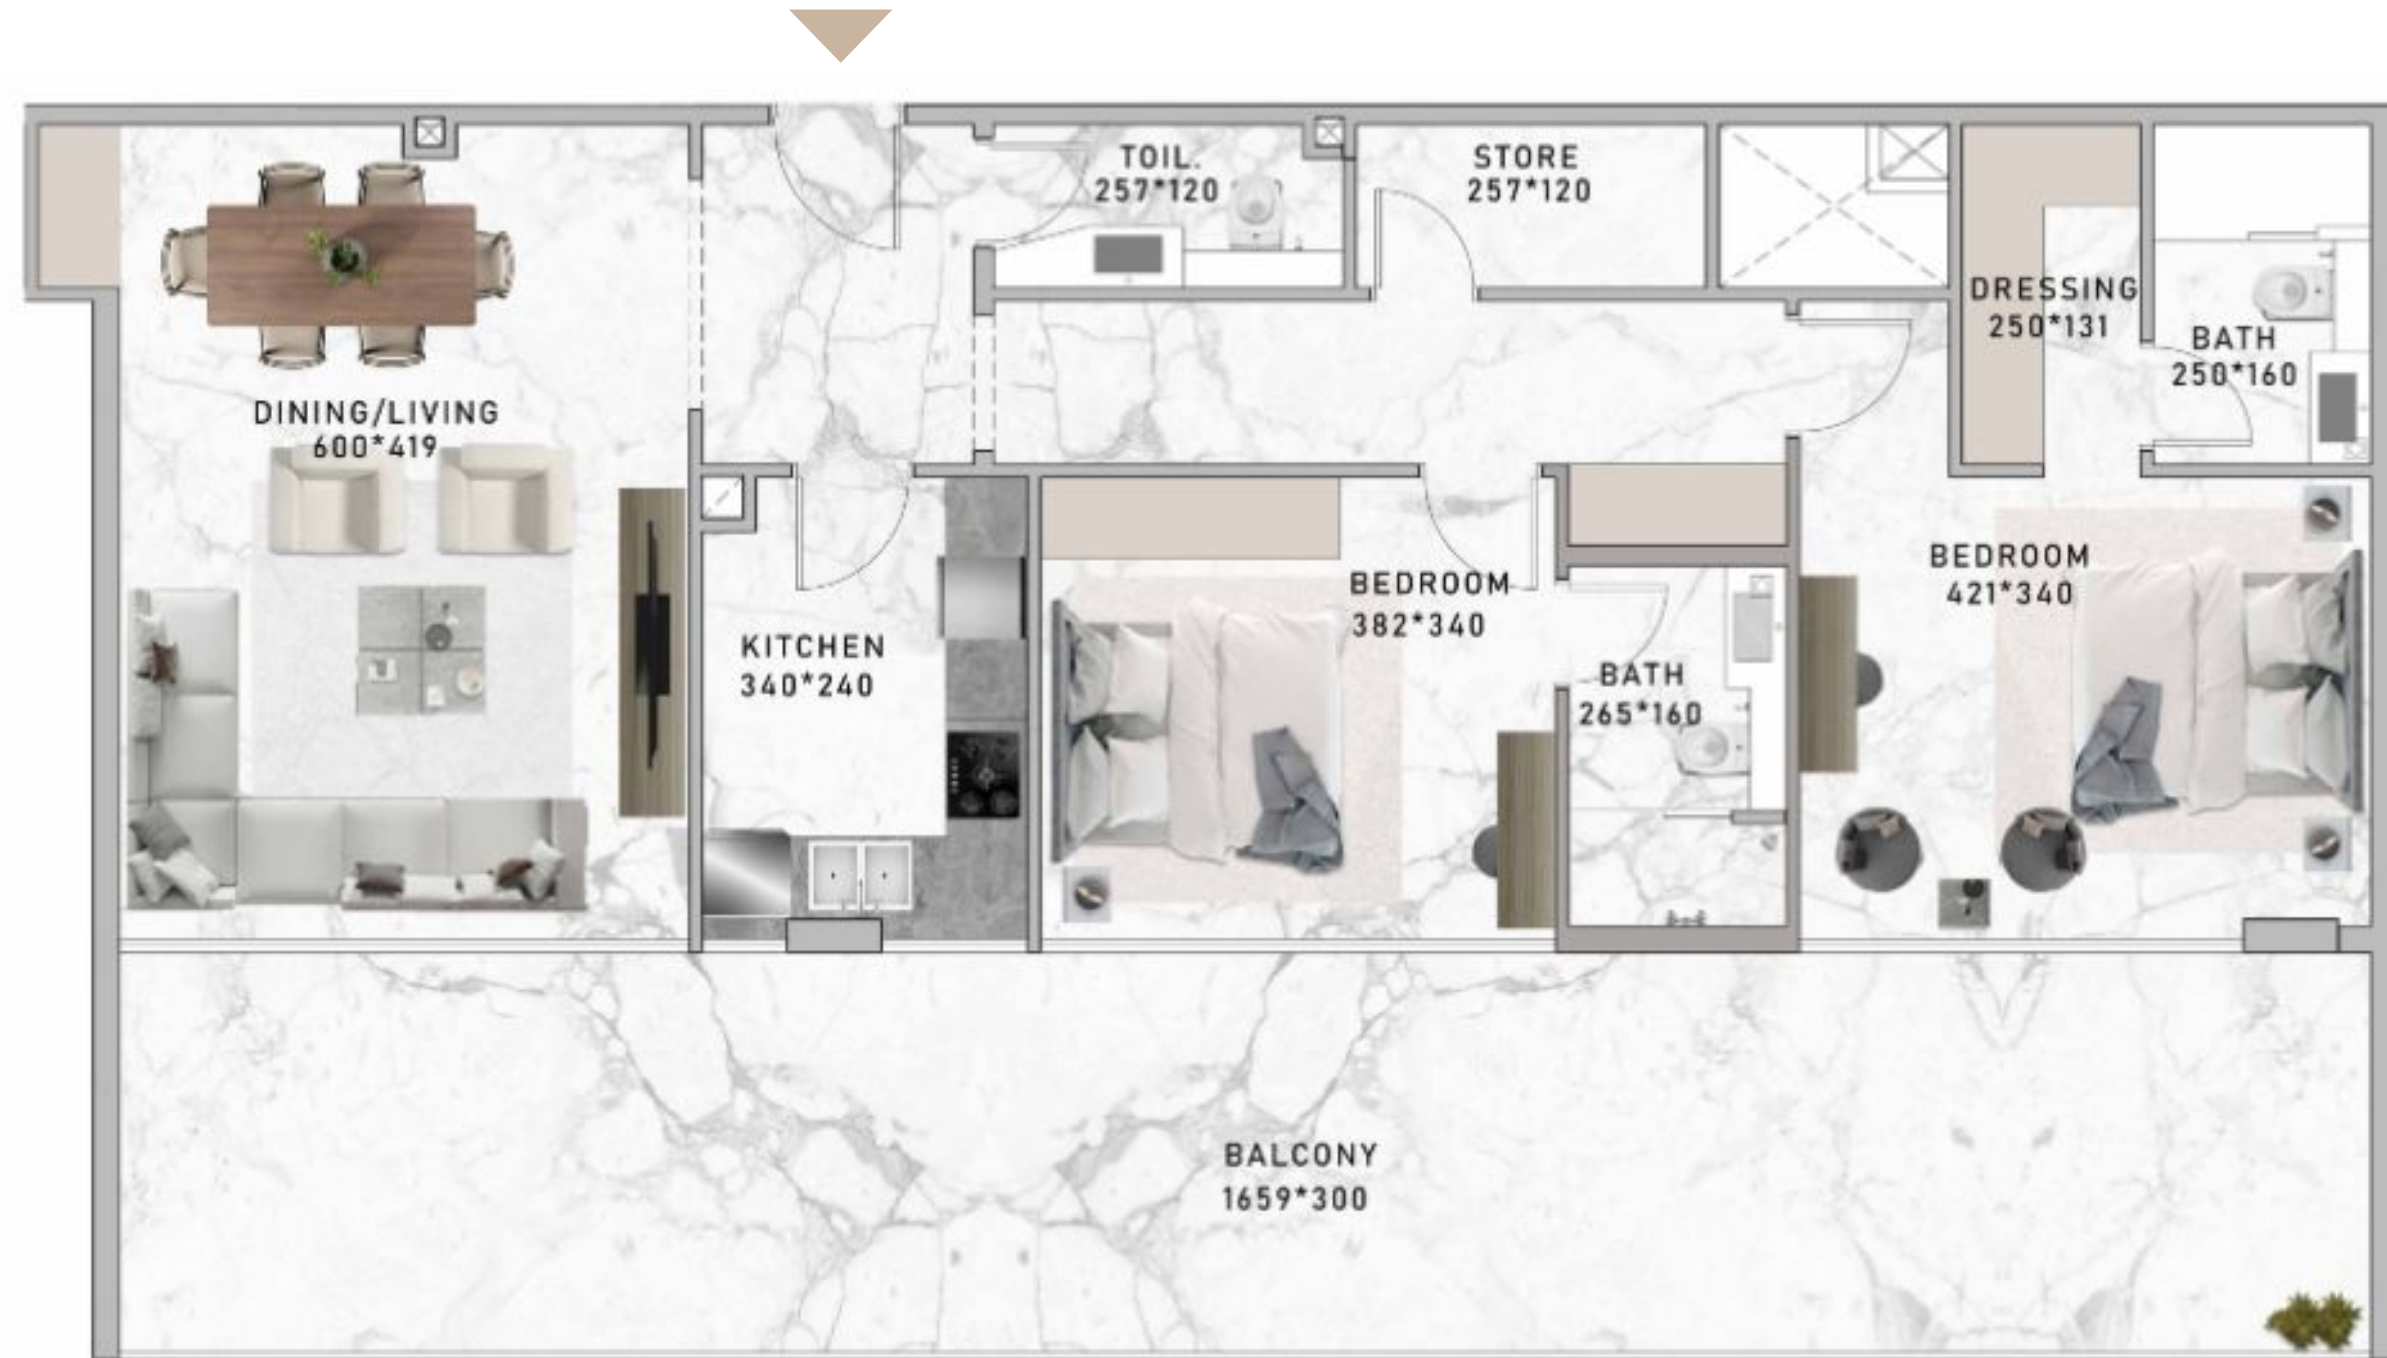 TOIL.
257*120
STORE
257*120
DRESSING
250*131
BATH
250*160
DINING/LIVING
600*419
KITCHEN
340*240
BEDROOM
382*340
BATH
265*160
BEDROOM
421*340
BALCONY
1659*300